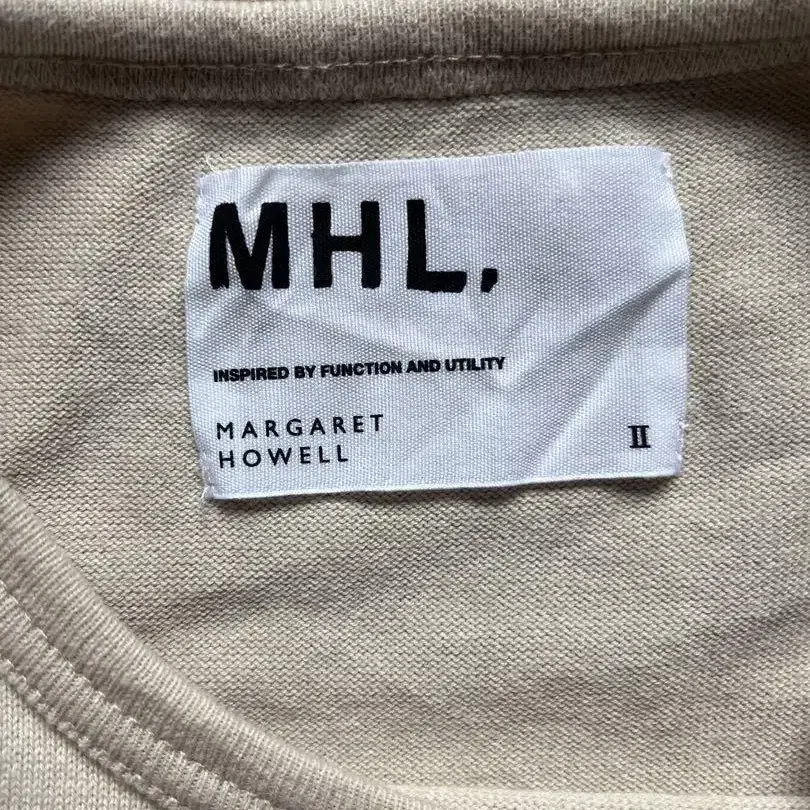 MHL.
INSPIRED BY FUNCTION AND UTILITY
MARGARET
HOWELL
II